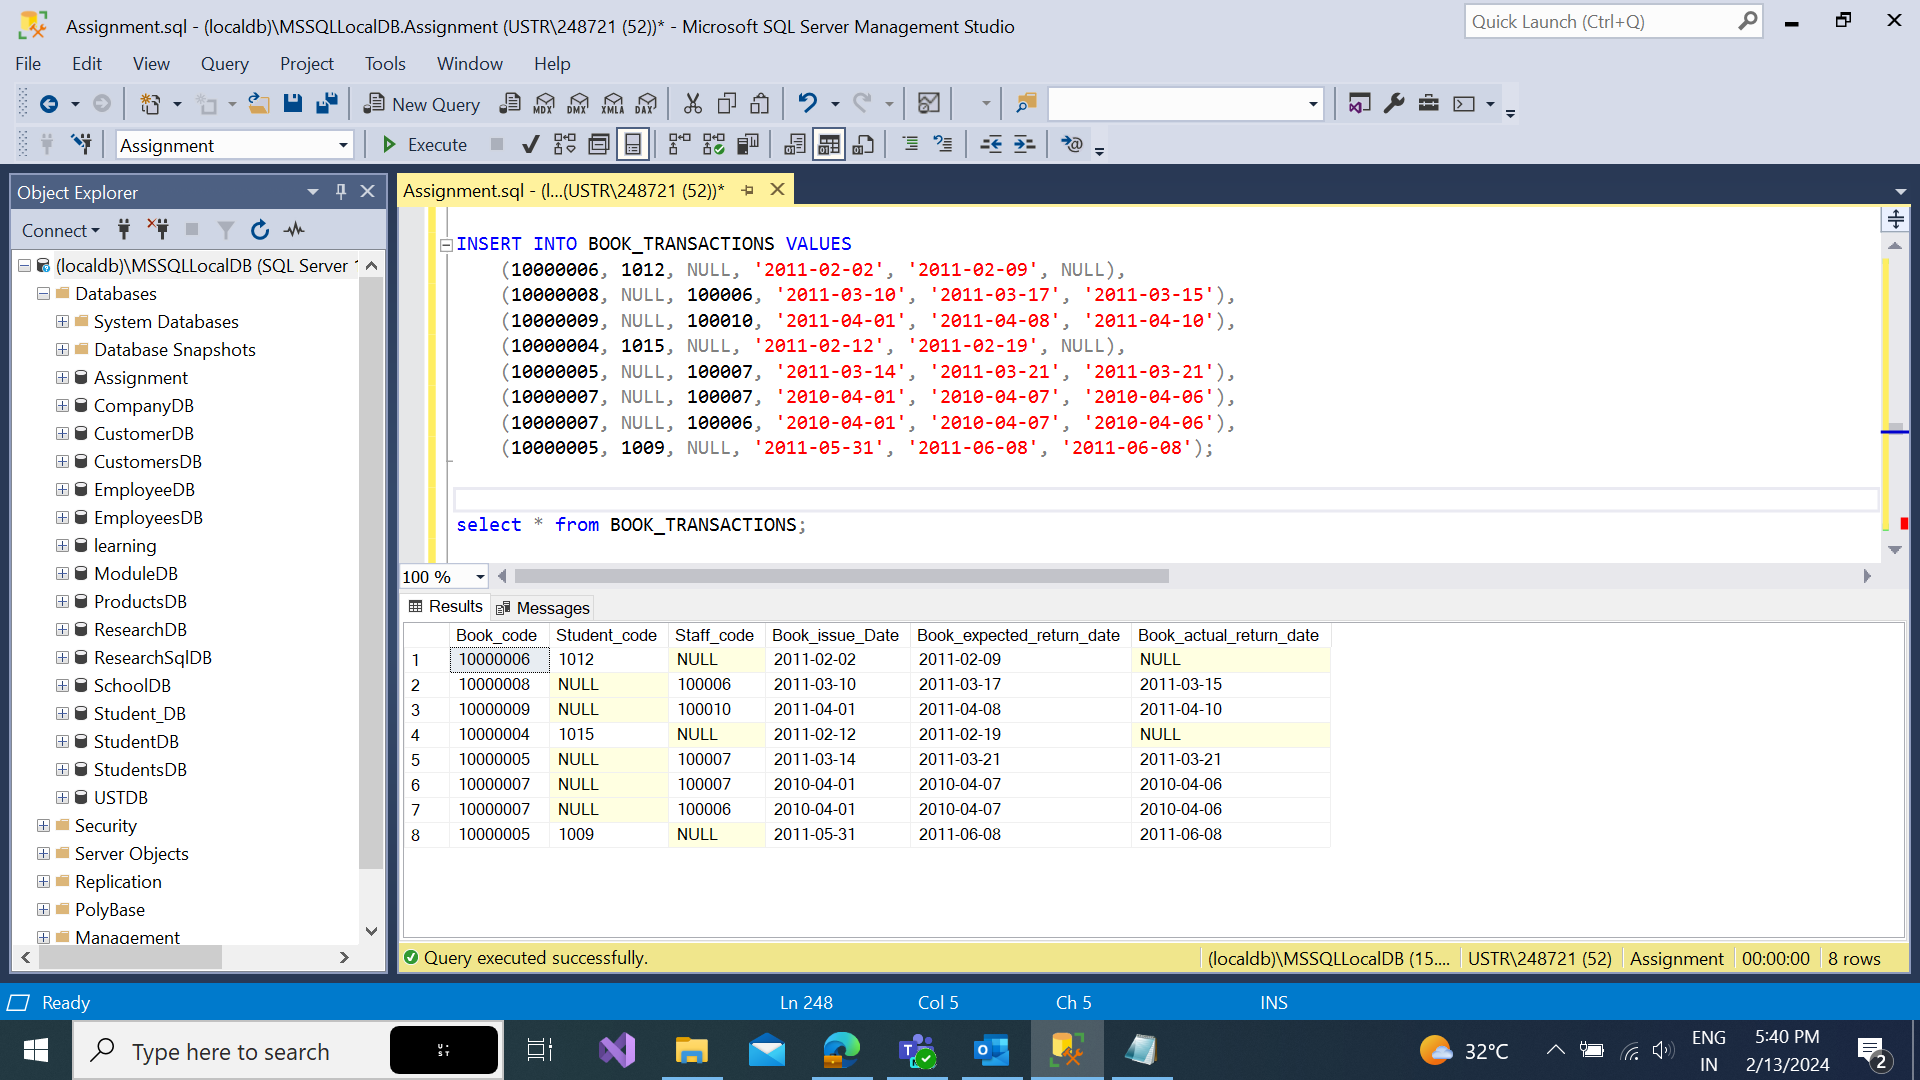 Assignment.sql - (localdb)\MSSQLLocalDB.Assignment (USTR\248721 (52))* - Microsoft SQL Server Management Studio
Quick Launch (Ctrl+Q)
File Edit View Query Project Tools Window Help
New Query MDX DMX XMLA DAX
Assignment Execute
Object Explorer
Connect
(localdb)\MSSQLLocalDB (SQL Server 1
Databases
System Databases
Database Snapshots
Assignment
CompanyDB
CustomerDB
CustomersDB
EmployeeDB
EmployeesDB
learning
ModuleDB
ProductsDB
ResearchDB
ResearchSqlDB
SchoolDB
Student_DB
StudentDB
StudentsDB
USTDB
Security
Server Objects
Replication
PolyBase
Management
Assignment.sql - (l...(USTR\248721 (52))*
INSERT INTO BOOK_TRANSACTIONS VALUES
(10000006, 1012, NULL, '2011-02-02', '2011-02-09', NULL),
(10000008, NULL, 100006, '2011-03-10', '2011-03-17', '2011-03-15'),
(10000009, NULL, 100010, '2011-04-01', '2011-04-08', '2011-04-10'),
(10000004, 1015, NULL, '2011-02-12', '2011-02-19', NULL),
(10000005, NULL, 100007, '2011-03-14', '2011-03-21', '2011-03-21'),
(10000007, NULL, 100007, '2010-04-01', '2010-04-07', '2010-04-06'),
(10000007, NULL, 100006, '2010-04-01', '2010-04-07', '2010-04-06'),
(10000005, 1009, NULL, '2011-05-31', '2011-06-08', '2011-06-08');
select * from BOOK_TRANSACTIONS;
100 %
Results Messages
Book_code Student_code Staff_code Book_issue_Date Book_expected_return_date Book_actual_return_date
1 10000006 1012 NULL 2011-02-02 2011-02-09 NULL
2 10000008 NULL 100006 2011-03-10 2011-03-17 2011-03-15
3 10000009 NULL 100010 2011-04-01 2011-04-08 2011-04-10
4 10000004 1015 NULL 2011-02-12 2011-02-19 NULL
5 10000005 NULL 100007 2011-03-14 2011-03-21 2011-03-21
6 10000007 NULL 100007 2010-04-01 2010-04-07 2010-04-06
7 10000007 NULL 100006 2010-04-01 2010-04-07 2010-04-06
8 10000005 1009 NULL 2011-05-31 2011-06-08 2011-06-08
Query executed successfully. (localdb)\MSSQLLocalDB (15.... USTR\248721 (52) Assignment 00:00:00 8 rows
Ready Ln 248 Col 5 Ch 5 INS
Type here to search
U ST
32°C
ENG
IN
5:40 PM
2/13/2024
2